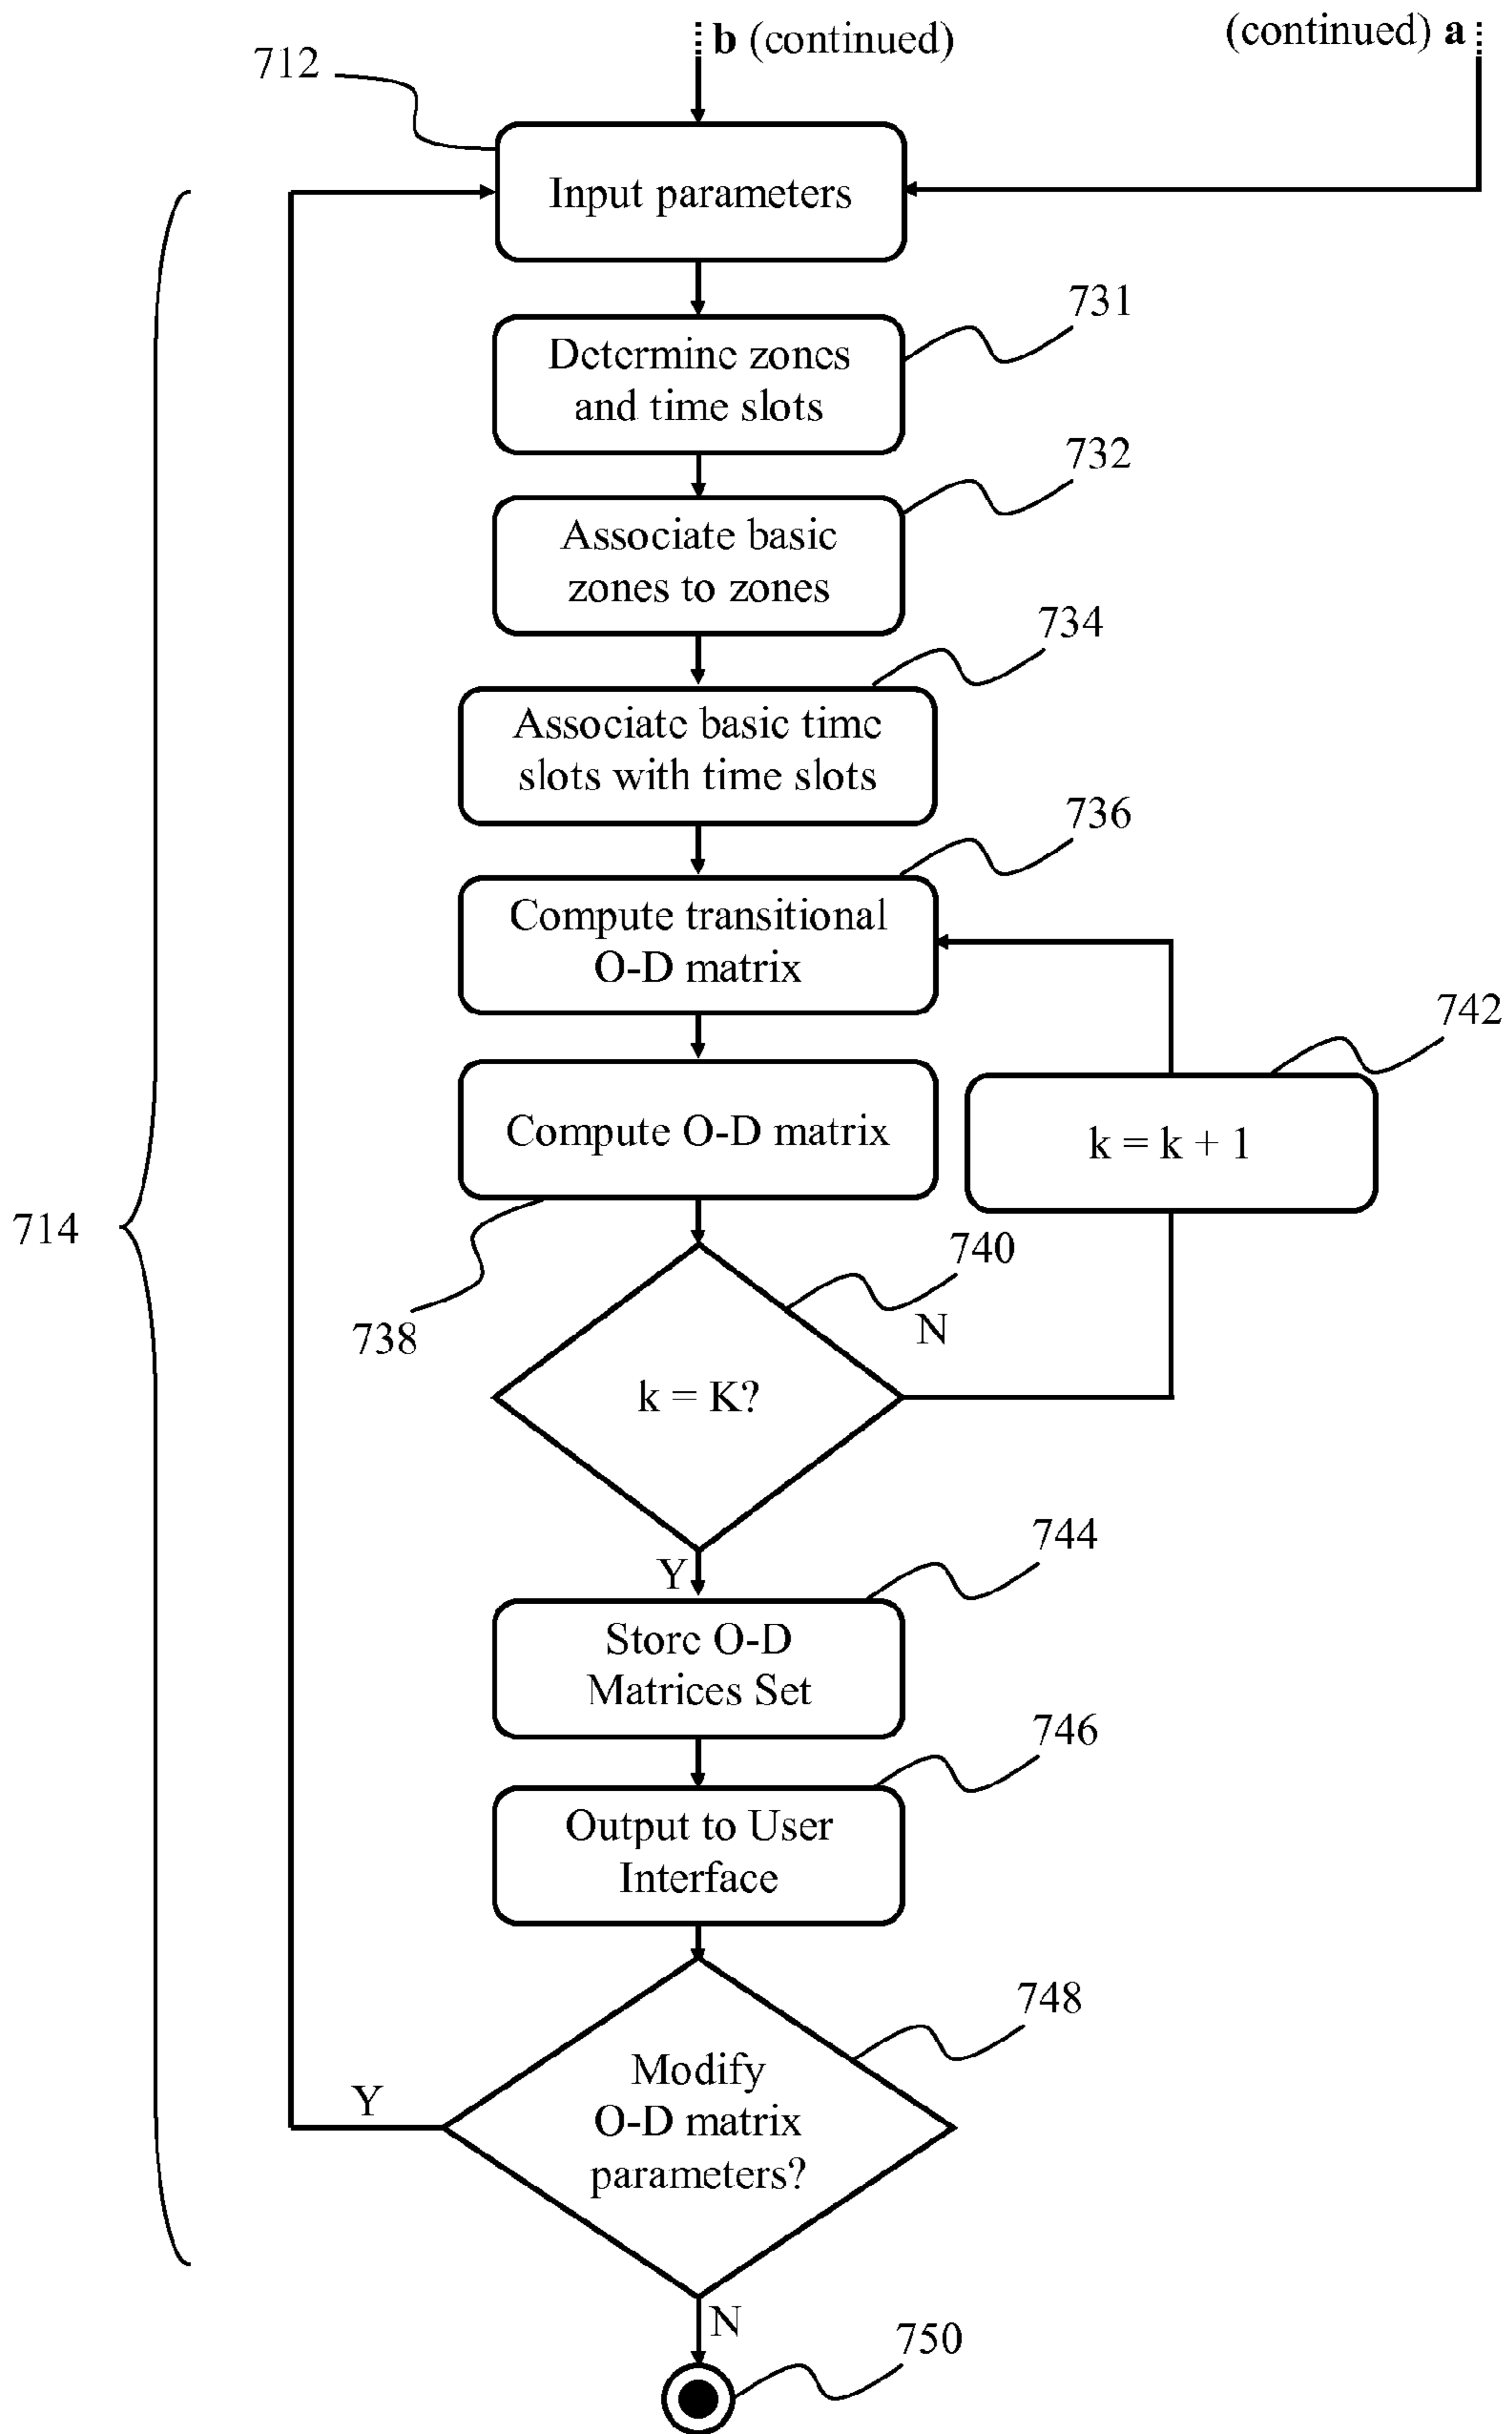 b (continued)
(continued) a
712
Input parameters
731
Determine zones
and time slots
732
Associate basic
zones to zones
734
Associate basic time
slots with time slots
736
Compute transitional
O-D matrix
742
k = k + 1
Compute O-D matrix
714
738
740
N
k = K?
Y
744
Store O-D
Matrices Set
746
Output to User
Interface
748
Modify
O-D matrix
parameters?
Y
N
750